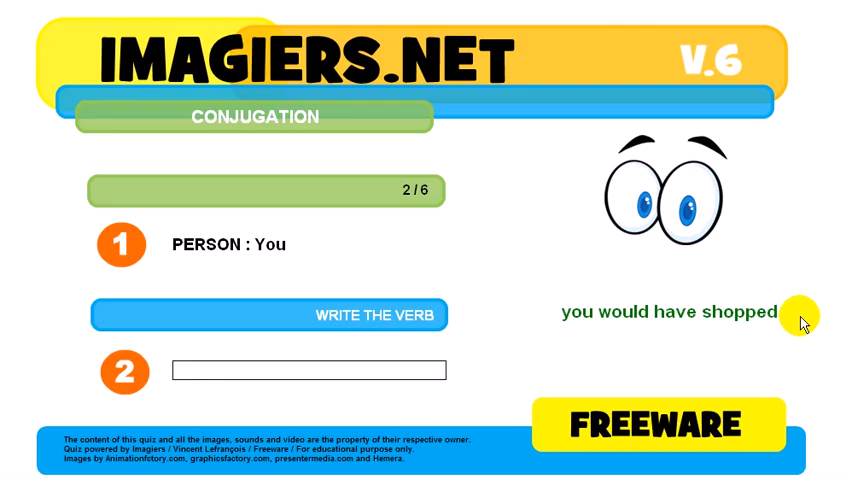 IMAGIERS.NET
V.6
CONJUGATION
2 / 6
1
PERSON : You
WRITE THE VERB
you would have shopped
2
FREEWARE
The content of this quiz and all the images, sounds and video are the property of their respective owner.
Quiz powered by Imagiers / Vincent Lefrançois / Freeware / For educational purpose only.
Images by Animationfotory.com, graphicsfactory.com, presentermedia.com and Hemera.